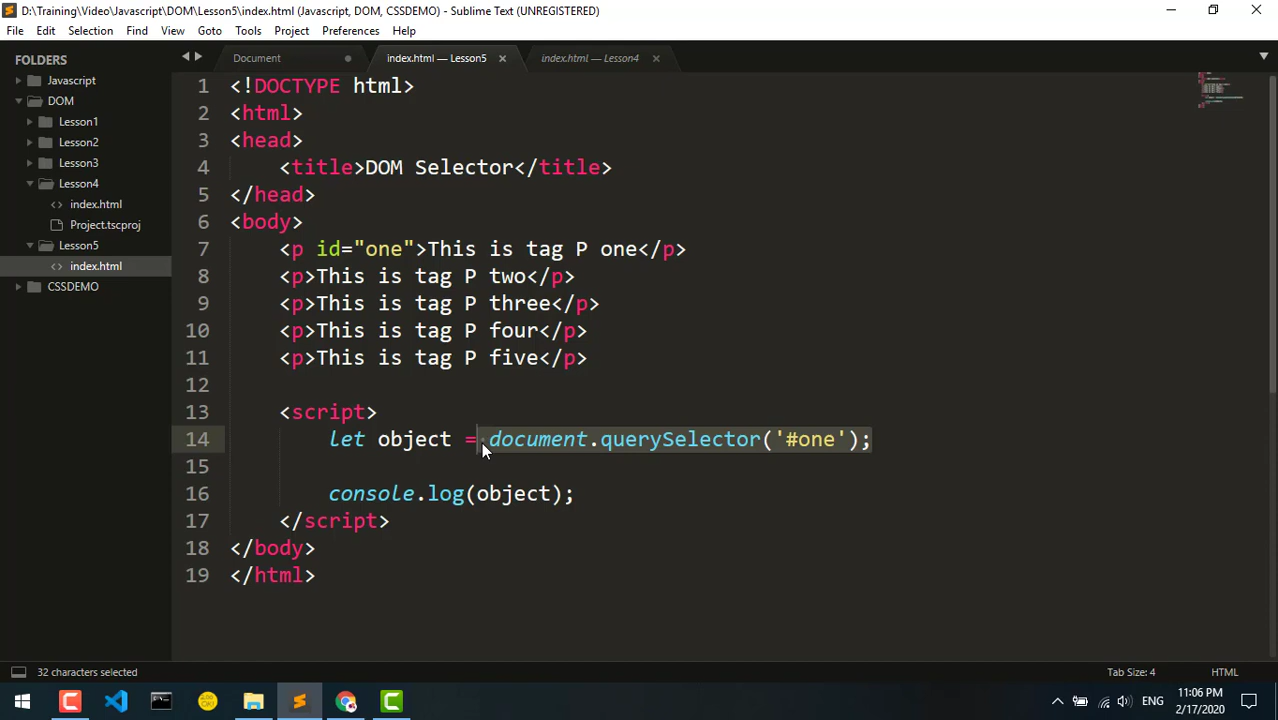 D:\Training\Video\Javascript\DOM\Lesson5\index.html (Javascript, DOM, CSSDEMO) - Sublime Text (UNREGISTERED)
File Edit Selection Find View Goto Tools Project Preferences Help
FOLDERS
Javascript
DOM
Lesson1
Lesson2
Lesson3
Lesson4
index.html
Project.tscproj
Lesson5
index.html
CSSDEMO
Document index.html — Lesson5 index.html — Lesson4
1 <!DOCTYPE html>
2 <html>
3 <head>
4 <title>DOM Selector</title>
5 </head>
6 <body>
7 <p id="one">This is tag P one</p>
8 <p>This is tag P two</p>
9 <p>This is tag P three</p>
10 <p>This is tag P four</p>
11 <p>This is tag P five</p>
12
13 <script>
14 let object = document.querySelector('#one');
15
16 console.log(object);
17 </script>
18 </body>
19 </html>
32 characters selected Tab Size: 4 HTML
ENG 11:06 PM
2/17/2020